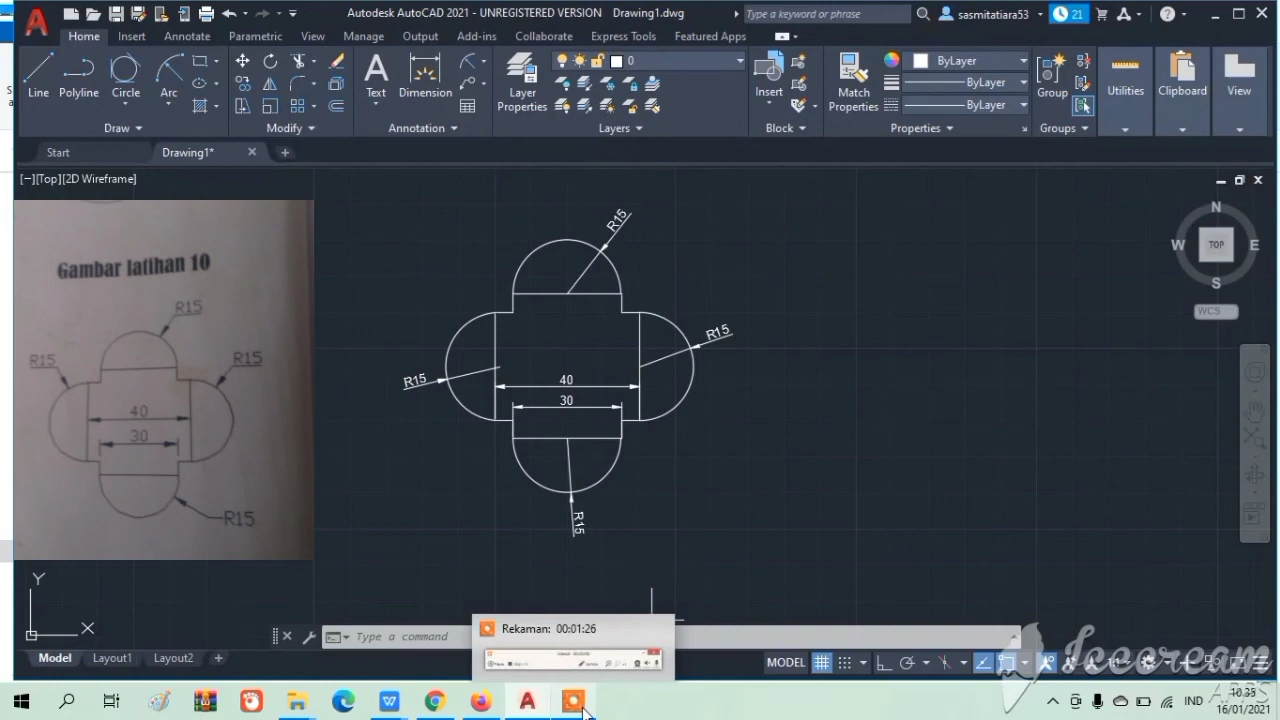 Autodesk AutoCAD 2021 - UNREGISTERED VERSION Drawing1.dwg
Type a keyword or phrase
sasmitatiara53
21
Home Insert Annotate Parametric View Manage Output Add-ins Collaborate Express Tools Featured Apps
Line Polyline Circle Arc
Text Dimension
Layer Properties
0
Insert
Match Properties
ByLayer
ByLayer
ByLayer
Group
Utilities
Clipboard
View
Draw Modify Annotation Layers Block Properties Groups
Start Drawing1*
[−][Top][2D Wireframe]
N
W TOP E
S
WCS
Gambar latihan 10
R15
R15
R15
40
30
R15
R15
R15
R15
40
30
R15
Y
X
Type a command
Rekaman: 00:01:26
Model Layout1 Layout2
MODEL
Icecream
APPS
IND
10.35
16/01/2021